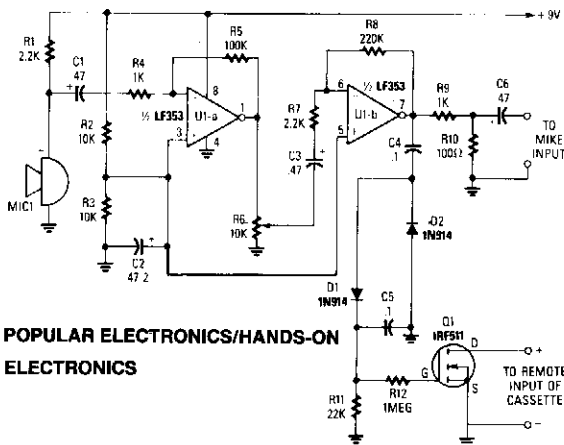 +9V
R1
2.2K
C1
47
+
R4
1K
R5
100K
½ LF353
U1-a
8
1
3
4
R2
10K
R3
10K
MIC1
C2
47
+
R6
10K
R7
2.2K
C3
.47
+
R8
220K
½ LF353
U1-b
6
7
5
R9
1K
C6
47
R10
100Ω
TO
MIKE
INPUT
C4
.1
D2
1N914
D1
1N914
C5
.1
Q1
IRF511
D
G
S
R12
1MEG
R11
22K
+
TO REMOTE
INPUT OF
CASSETTE
−
POPULAR ELECTRONICS/HANDS-ON
ELECTRONICS